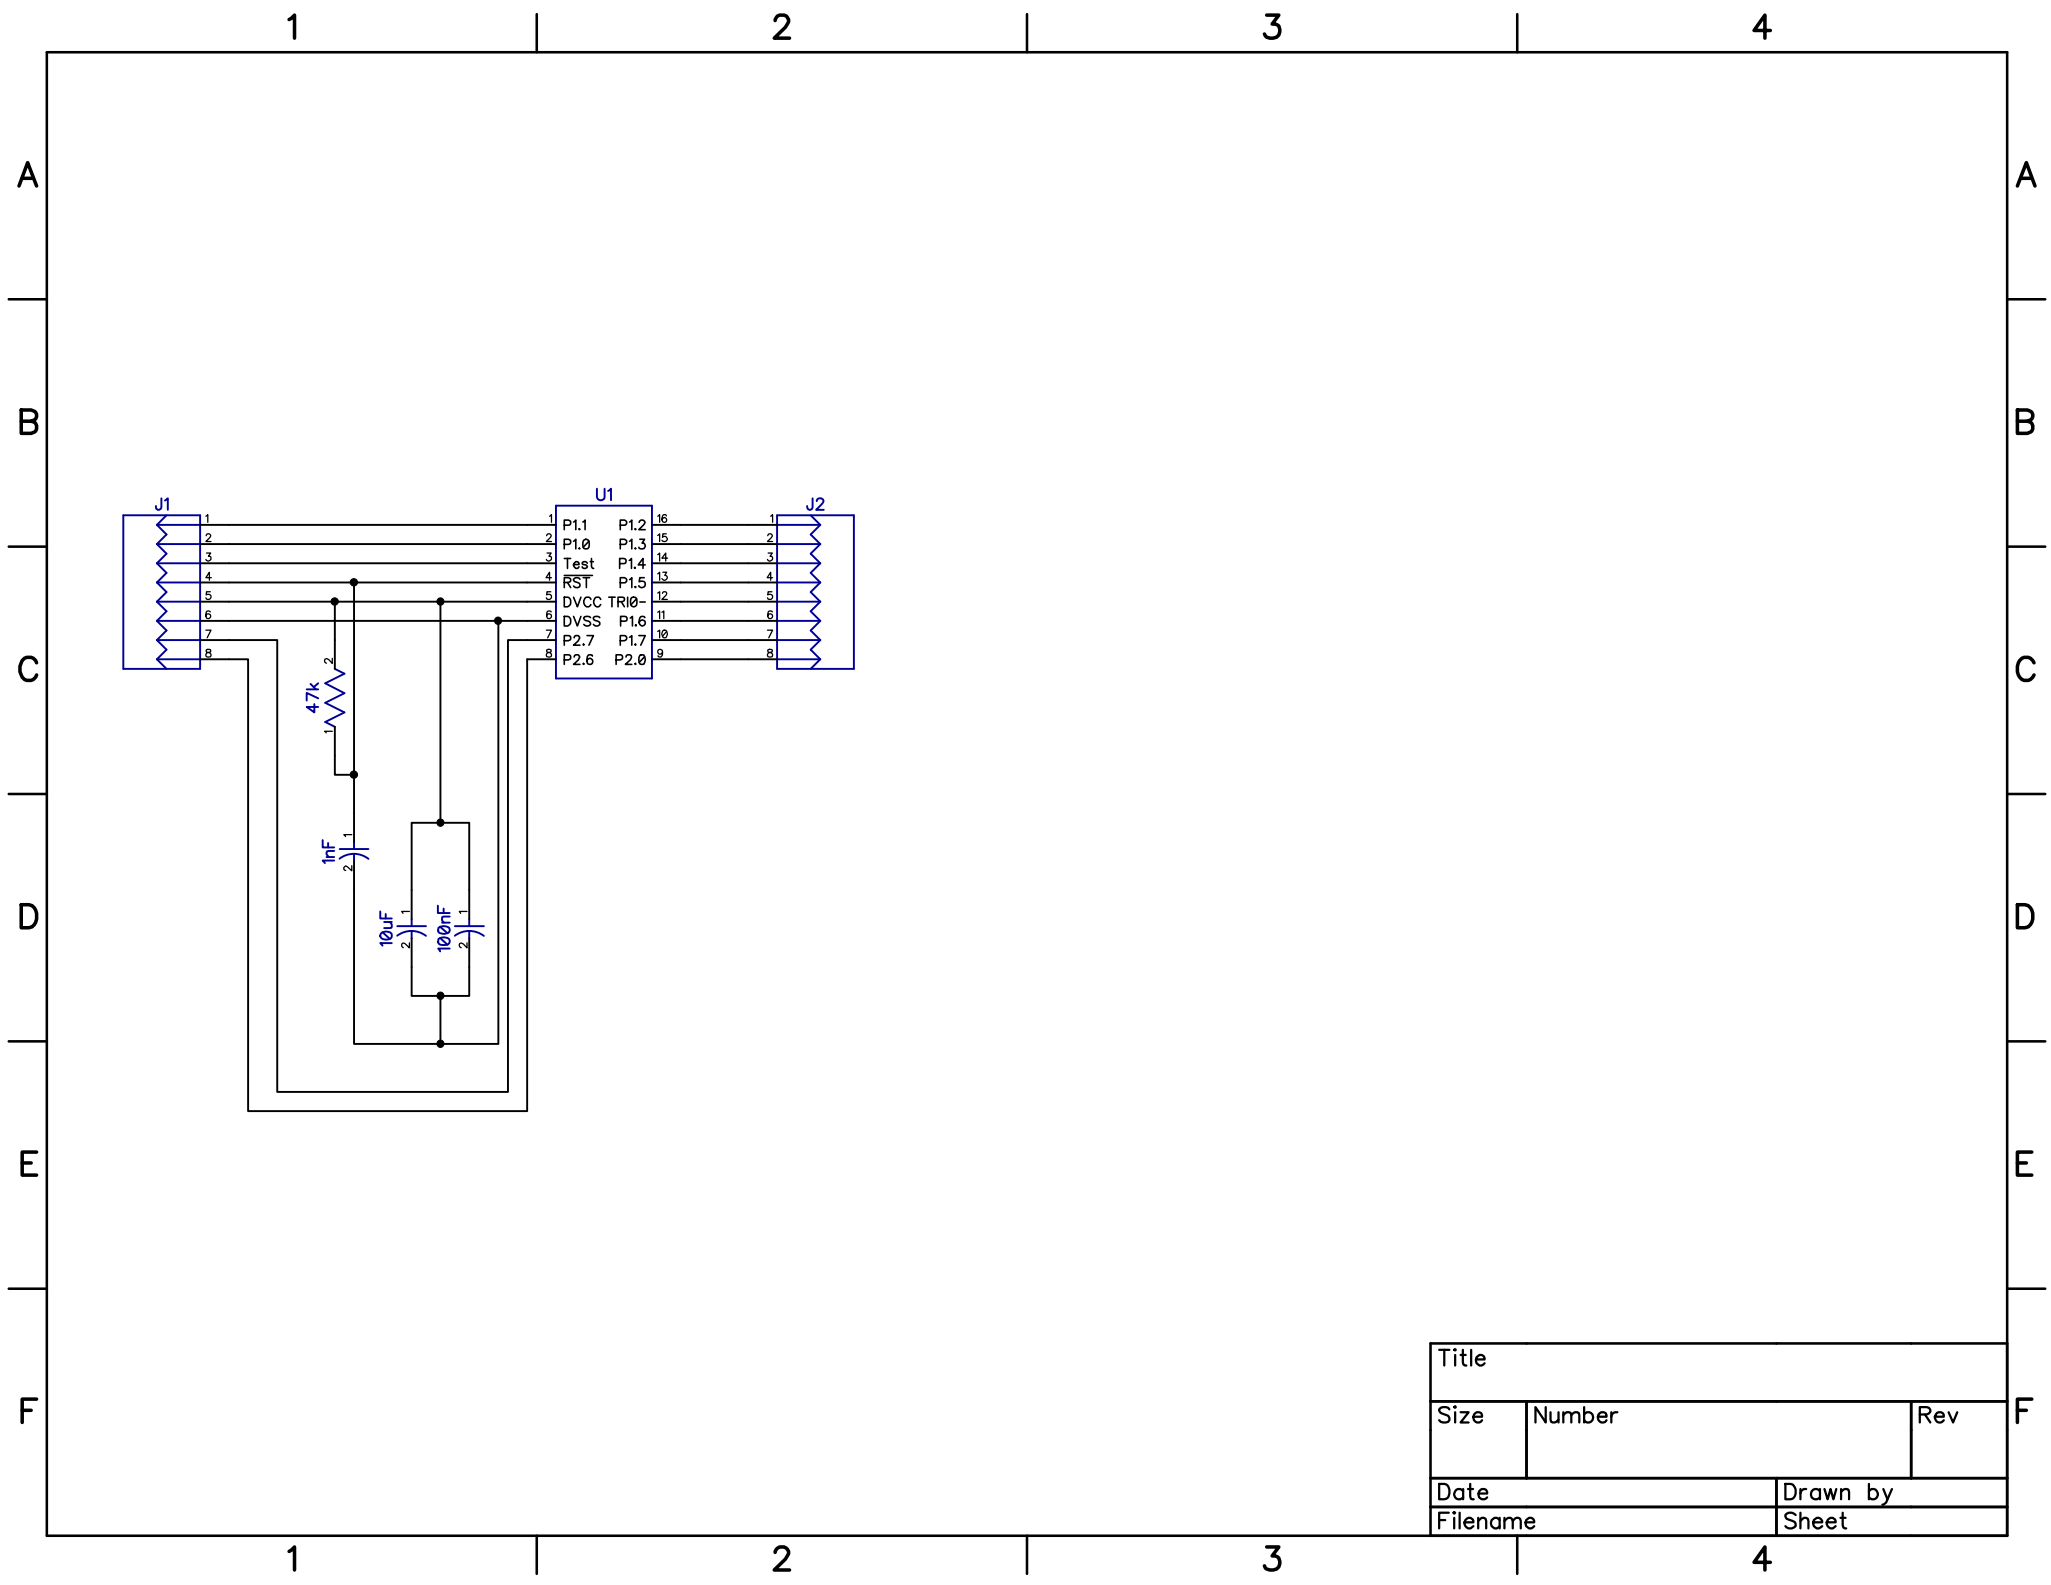 1 2 3 4
A A
B B
U1
J1 J2
1 1 P1.1 P1.2 16 1
2 2 P1.0 P1.3 15 2
3 3 Test P1.4 14 3
4 4 RST P1.5 13 4
5 5 DVCC TRI0- 12 5
6 6 DVSS P1.6 11 6
7 7 P2.7 P1.7 10 7
8 8 P2.6 P2.0 9 8
C C
2
47k
1
1
1nF
2
D D
1 1
10uF 100nF
2 2
E E
Title
F F
Size Number Rev
Date Drawn by
Filename Sheet
1 2 3 4